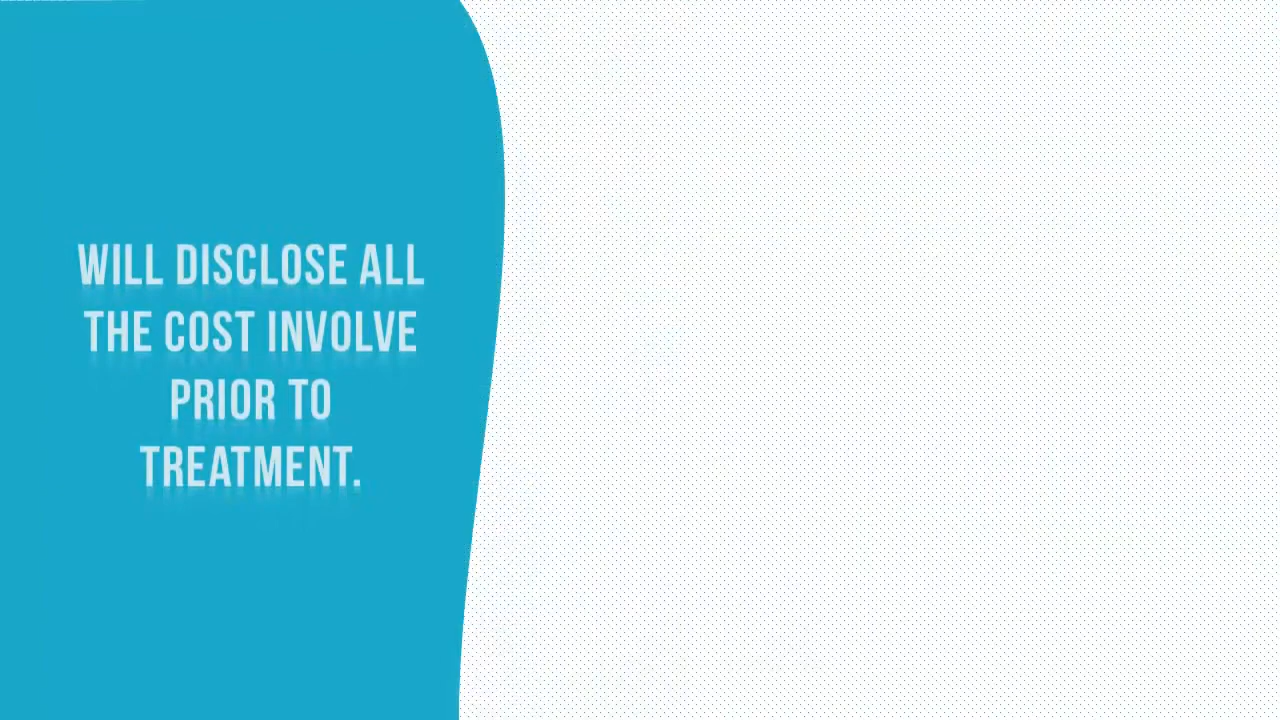 WILL DISCLOSE ALL
THE COST INVOLVE
PRIOR TO
TREATMENT.